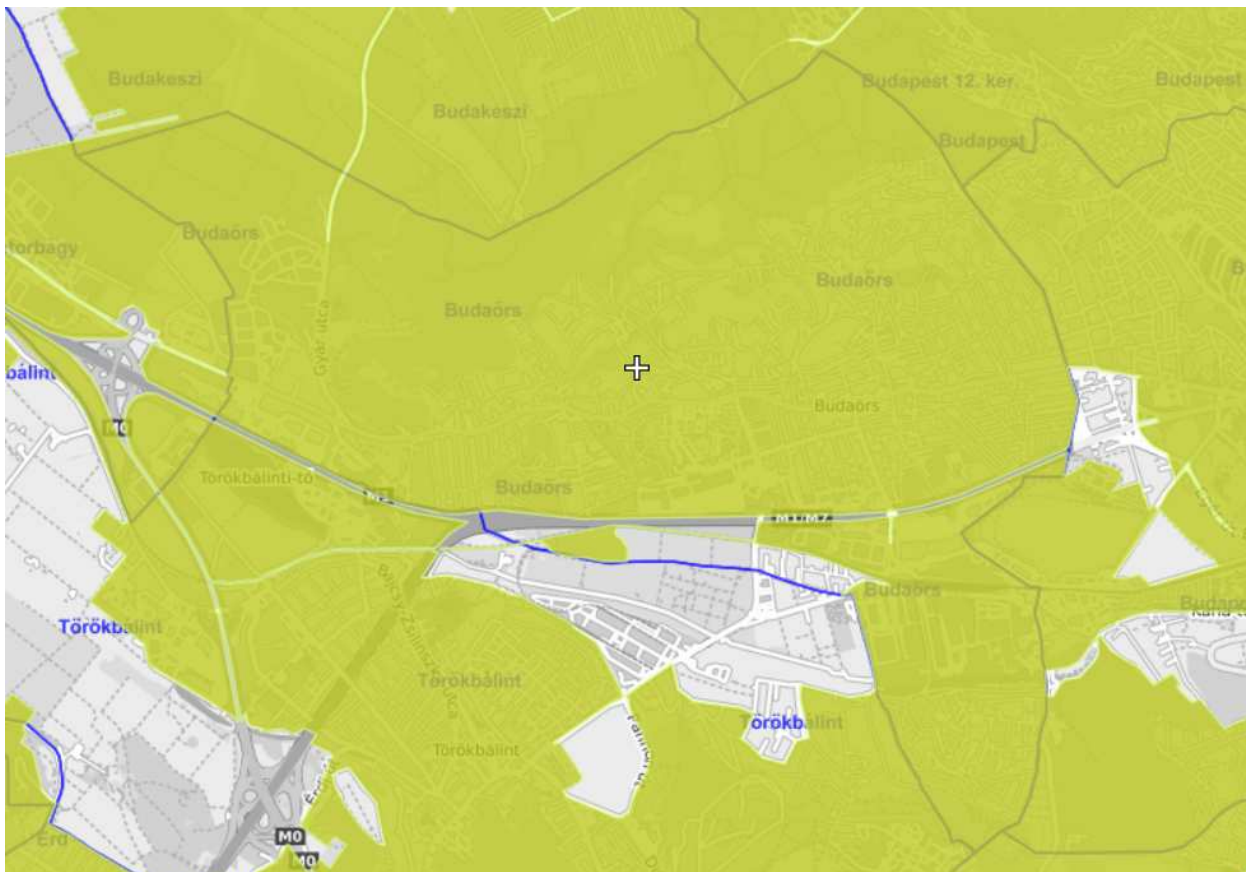 Budakeszi
Budakeszi
Budapest 12. ker.
Budapest
Budapest
Budaörs
torbágy
Gyár utca
Budaörs
Budaörs
bálint
Budaörs
M0
Törökbálinti-tó
Budaörs
M1/M7
Budaörs
Törökbálint
Törökbálint
Törökbálint
Törökbálint
Érd
M0
M0